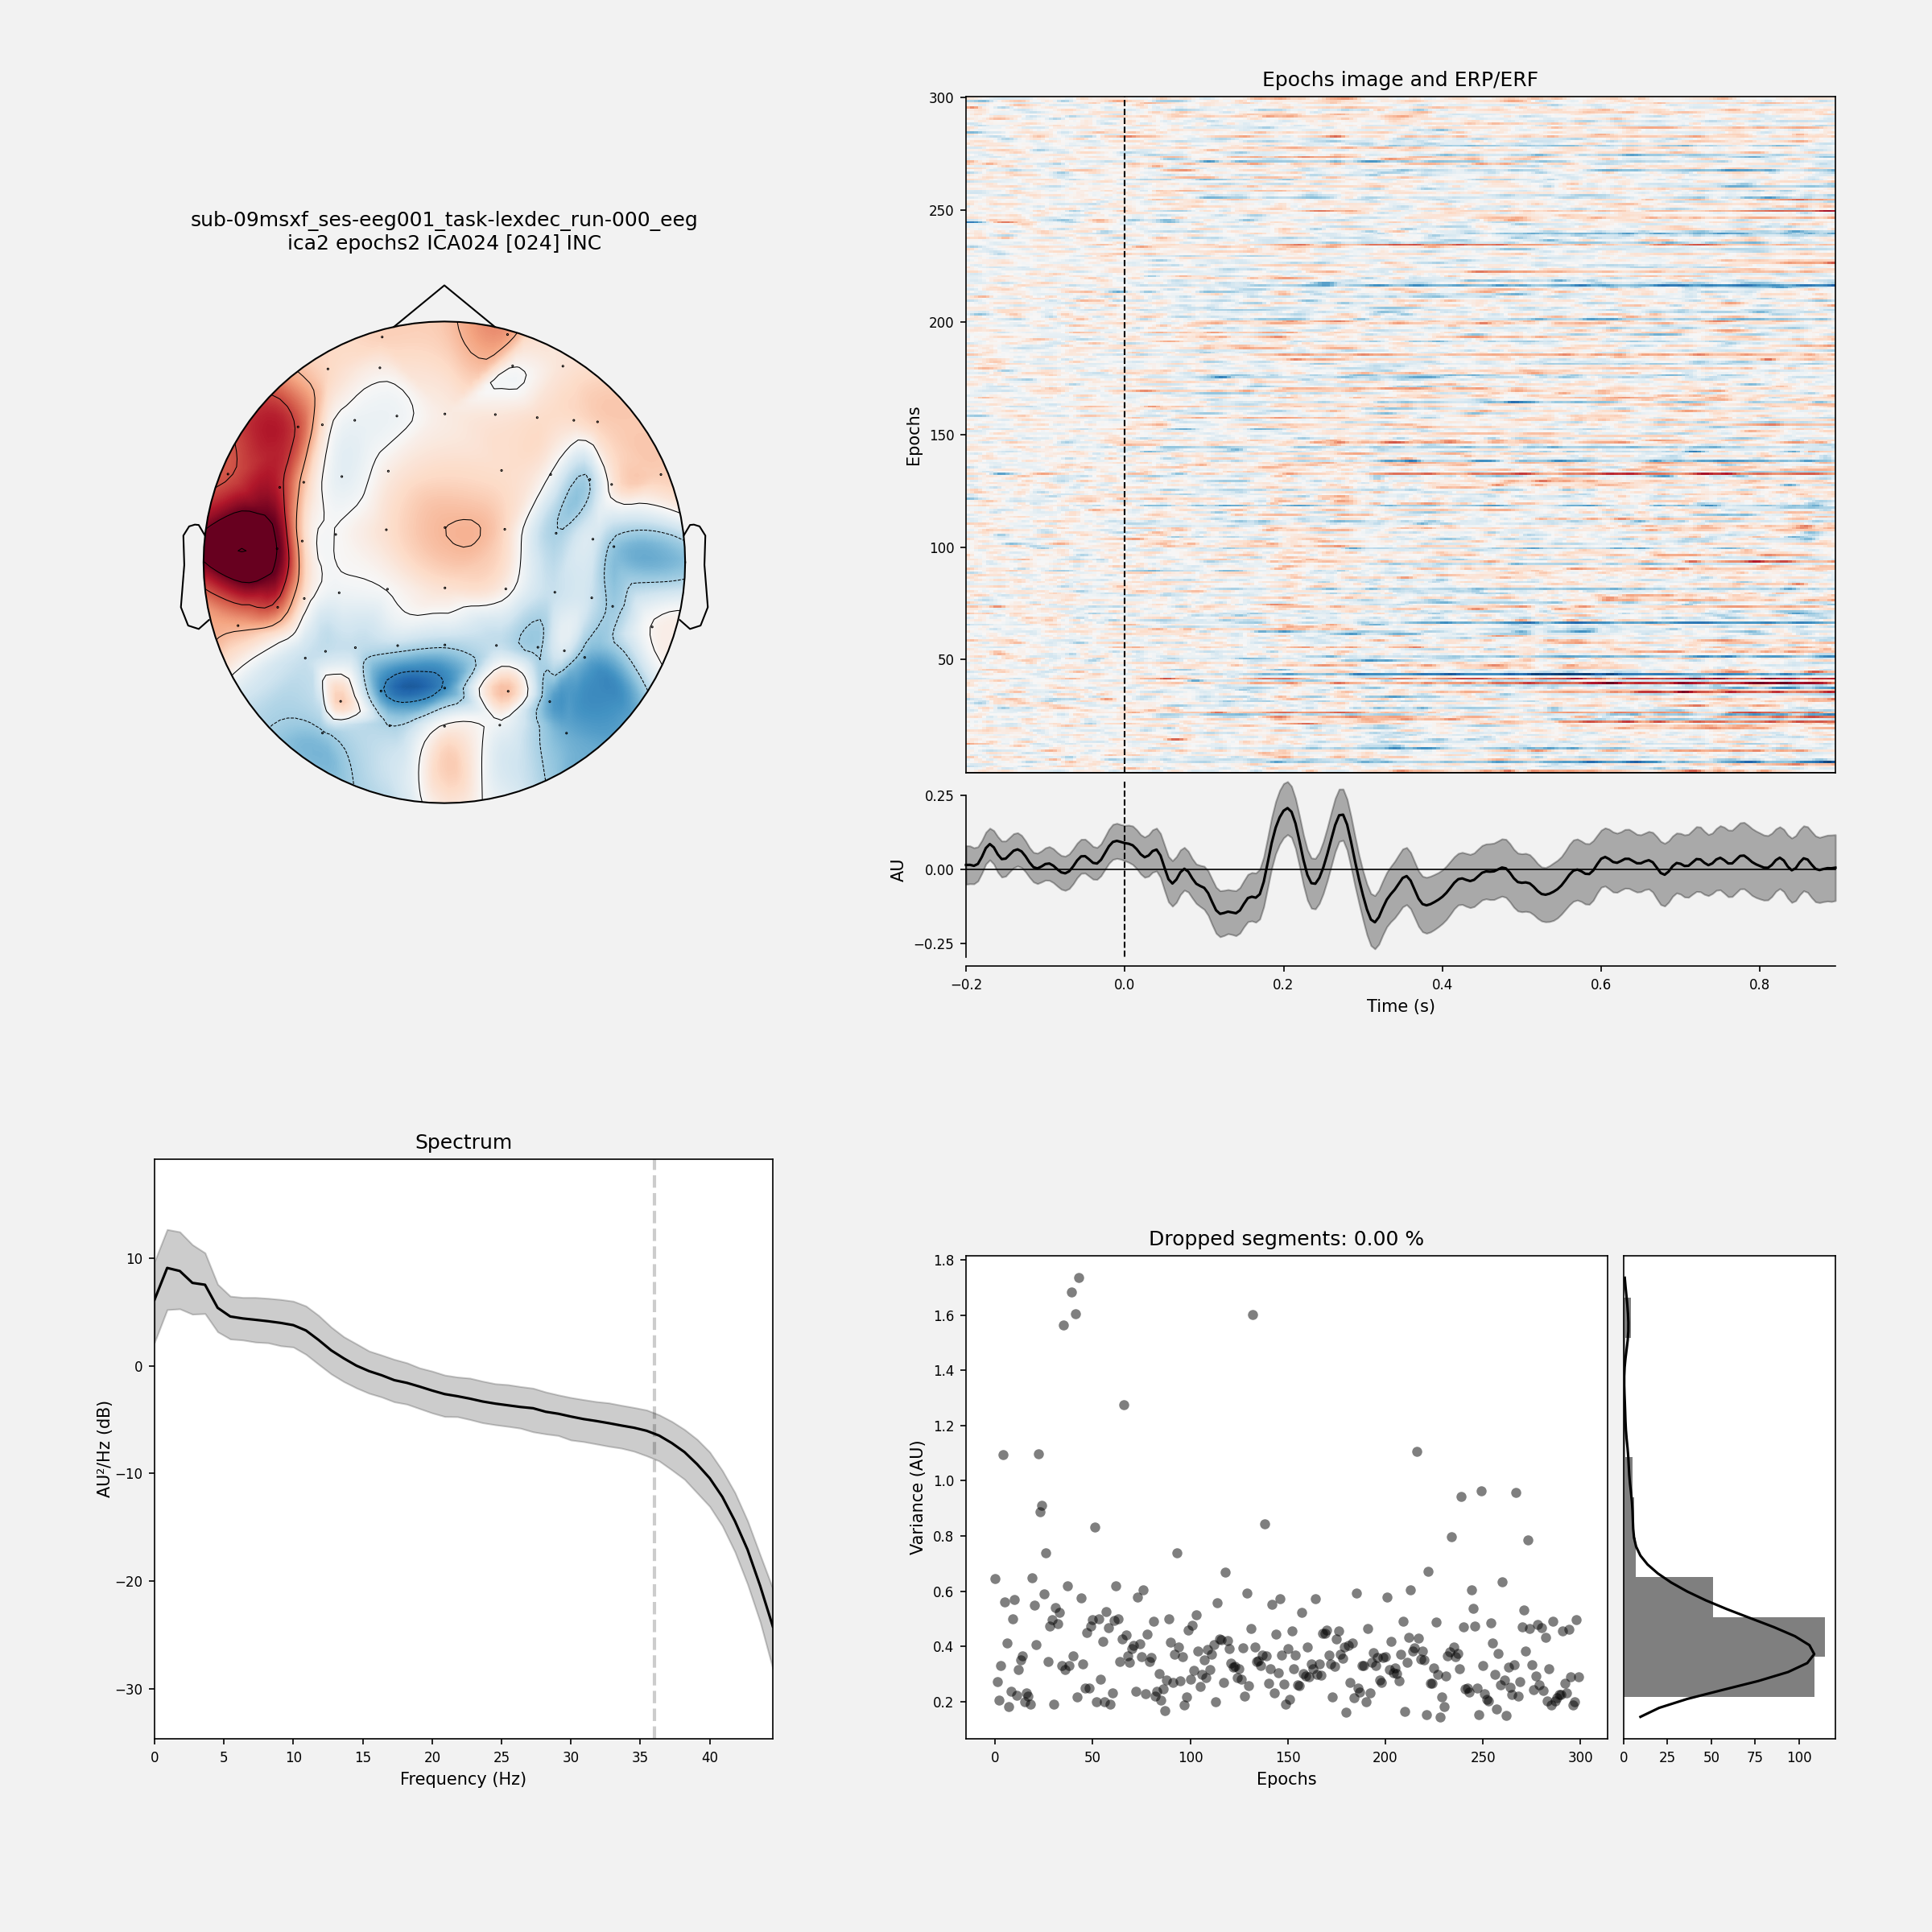 sub-09msxf_ses-eeg001_task-lexdec_run-000_eeg
ica2 epochs2 ICA024 [024] INC
Epochs image and ERP/ERF
300
250
200
150
100
50
Epochs
0.25
0.00
−0.25
AU
−0.2 0.0 0.2 0.4 0.6 0.8
Time (s)
Spectrum
10
0
−10
−20
−30
AU²/Hz (dB)
0 5 10 15 20 25 30 35 40
Frequency (Hz)
Dropped segments: 0.00 %
1.8
1.6
1.4
1.2
1.0
0.8
0.6
0.4
0.2
Variance (AU)
0 50 100 150 200 250 300
Epochs
0 25 50 75 100